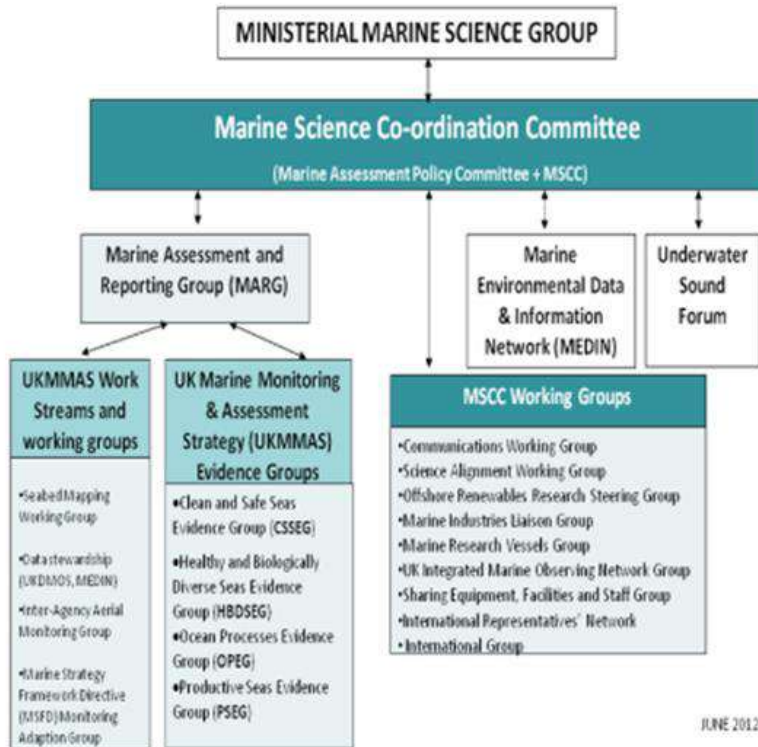 MINISTERIAL MARINE SCIENCE GROUP
Marine Science Co-ordination Committee
(Marine Assessment Policy Committee + MSCC)
Marine Assessment and
Reporting Group (MARG)
Marine
Environmental Data
& Information
Network (MEDIN)
Underwater
Sound
Forum
UKMMAS Work
Streams and
working groups
•Seabed Mapping
Working Group
•Data stewardship
(UKDMOS, MEDIN)
•Inter-Agency Aerial
Monitoring Group
•Marine Strategy
Framework Directive
(MSFD) Monitoring
Adaption Group
UK Marine Monitoring
& Assessment
Strategy (UKMMAS)
Evidence Groups
•Clean and Safe Seas
Evidence Group (CSSEG)
•Healthy and Biologically
Diverse Seas Evidence
Group (HBDSEG)
•Ocean Processes Evidence
Group (OPEG)
•Productive Seas Evidence
Group (PSEG)
MSCC Working Groups
•Communications Working Group
•Science Alignment Working Group
•Offshore Renewables Research Steering Group
•Marine Industries Liaison Group
•Marine Research Vessels Group
•UK Integrated Marine Observing Network Group
•Sharing Equipment, Facilities and Staff Group
•International Representatives' Network
• International Group
JUNE 2012